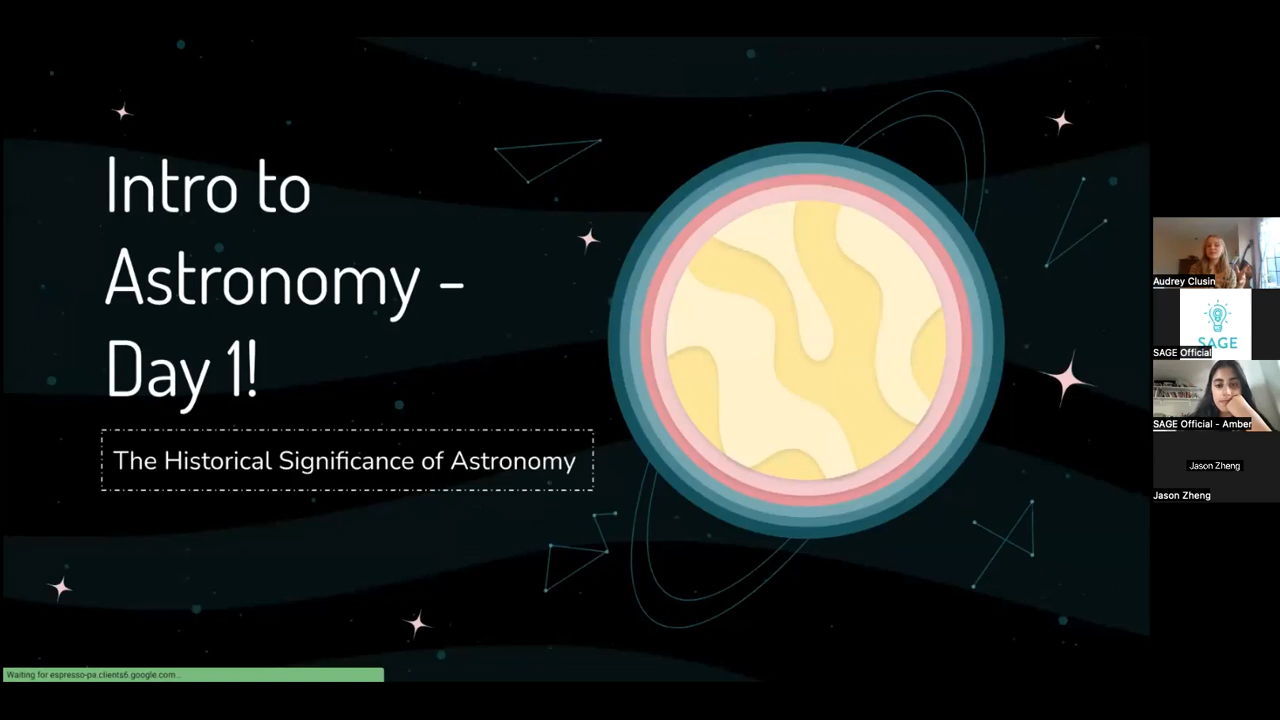 Intro to
Astronomy -
Day 1!
The Historical Significance of Astronomy
Waiting for espresso-pa.clients6.google.com...
Audrey Clusin
SAGE
SAGE Official
SAGE Official - Amber
Jason Zheng
Jason Zheng